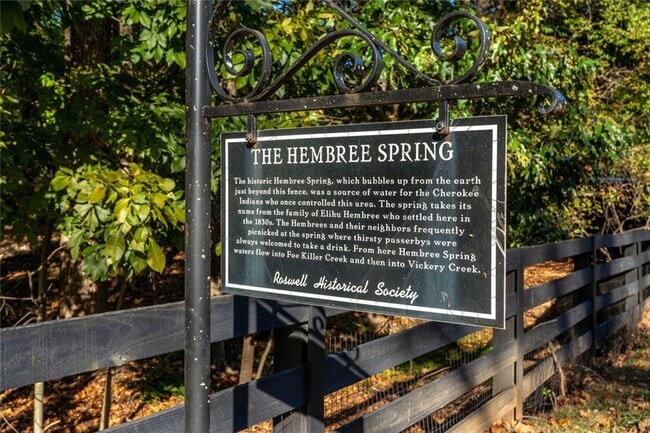 THE HEMBREE SPRING
The historic Hembree Spring, which bubbles up from the earth
just beyond this fence, was a source of water for the Cherokee
Indians who once controlled this area. The spring takes its
name from the family of Elihu Hembree who settled here in
the 1830s. The Hembrees and their neighbors frequently
picnicked at the spring where thirsty passerbys were
always welcomed to take a drink. From here Hembree Spring
waters flow into Foe Killer Creek and then into Vickery Creek.
Roswell Historical Society